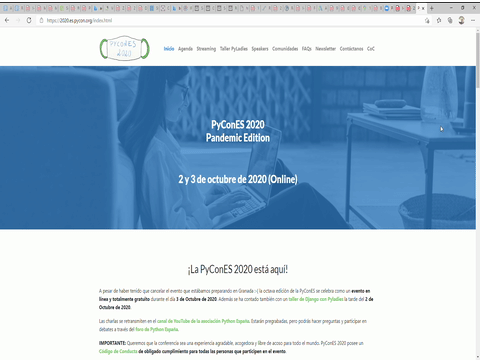 https://2020.es.pycon.org/index.html
PYCONES
2020
Inicio Agenda Streaming Taller PyLadies Speakers Comunidades FAQs Newsletter Contáctanos CoC
PyConES 2020
Pandemic Edition
2 y 3 de octubre de 2020 (Online)
¡La PyConES 2020 está aquí!
A pesar de haber tenido que cancelar el evento que estábamos preparando en Granada :-( la octava edición de la PyConES se celebra como un evento en
línea y totalmente gratuito durante el día 3 de Octubre de 2020. Además se ha contado también con un taller de Django con PyladIes la tarde del 2 de
Octubre de 2020.
Las charlas se retransmiten en el canal de YouTube de la asociación Python España. Estarán pregrabadas, pero podrás hacer preguntas y participar en
debates a través del Foro de Python España.
IMPORTANTE: Queremos que la conferencia sea una experiencia agradable, acogedora y libre de acoso para todo el mundo. PyConES 2020 posee un
Código de Conducta de obligado cumplimiento para todas las personas que participen en el evento.